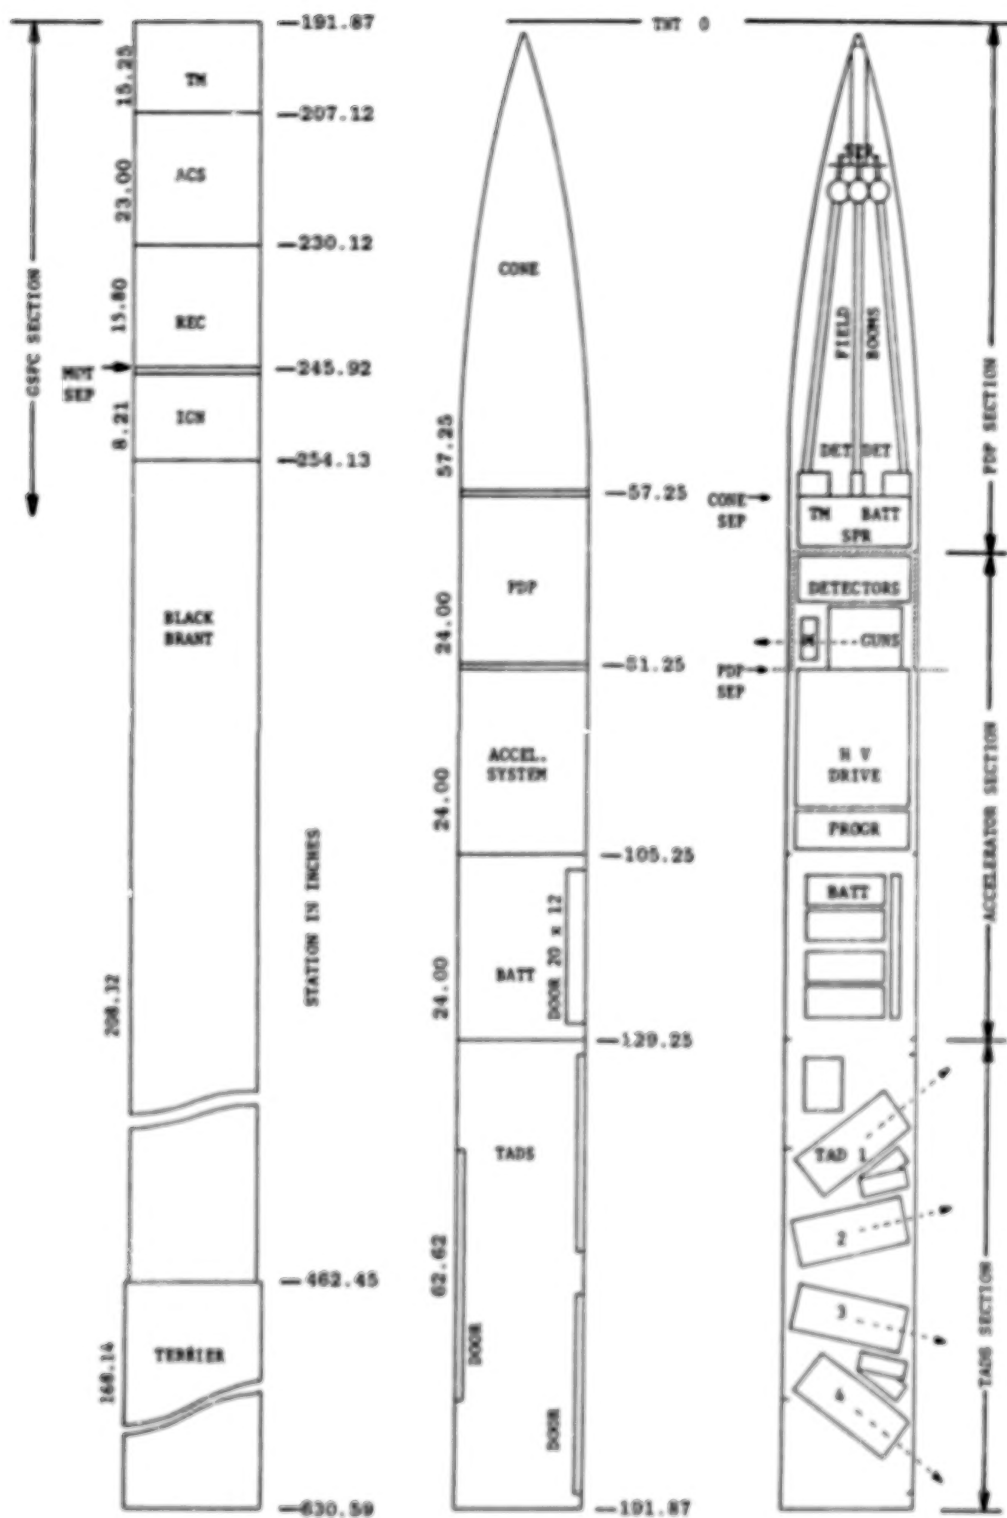 -191.87
15.25
TM
-207.12
23.00
ACS
-230.12
15.80
REC
GSFC SECTION
MOT
SEP
-245.92
8.21
IGN
-254.13
BLACK
BRANT
208.32
STATION IN INCHES
-462.45
168.14
TERRIER
-630.59
TNT 0
CONE
57.25
-57.25
PDP
24.00
-81.25
ACCEL.
SYSTEM
24.00
-105.25
BATT
24.00
DOOR 20 x 12
-129.25
TADS
62.62
DOOR
DOOR
-191.87
FIELD
BOOMS
DET DET
CONE
SEP
TM BATT
SPR
PDP SECTION
DETECTORS
GUNS
PDP
SEP
H V
DRIVE
PROGR
ACCELERATOR SECTION
BATT
TAD 1
2
3
4
TADS SECTION